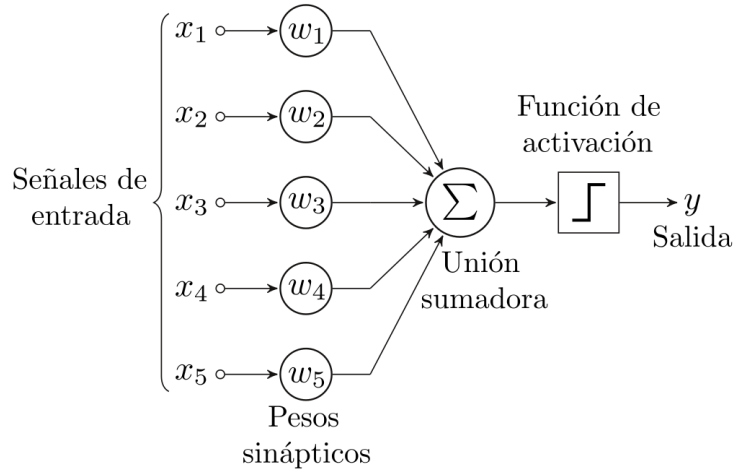 x₁ w₁
x₂ w₂
Función de
activación
Señales de
entrada
x₃ w₃
Σ
y
Salida
Unión
sumadora
x₄ w₄
x₅ w₅
Pesos
sinápticos